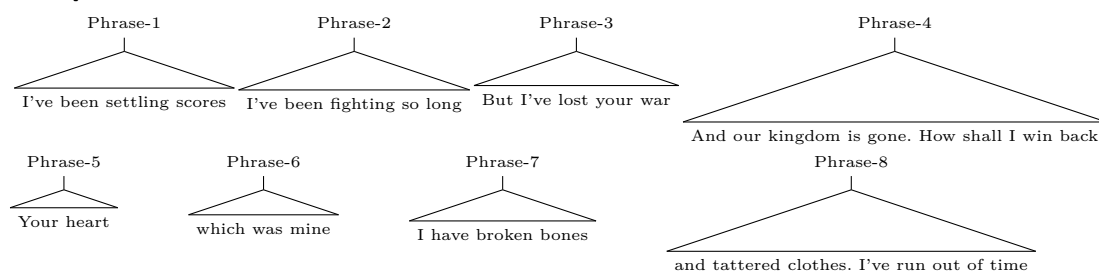 Phrase-1 Phrase-2 Phrase-3 Phrase-4
I've been settling scores I've been fighting so long But I've lost your war And our kingdom is gone. How shall I win back
Phrase-5 Phrase-6 Phrase-7 Phrase-8
Your heart which was mine I have broken bones and tattered clothes. I've run out of time